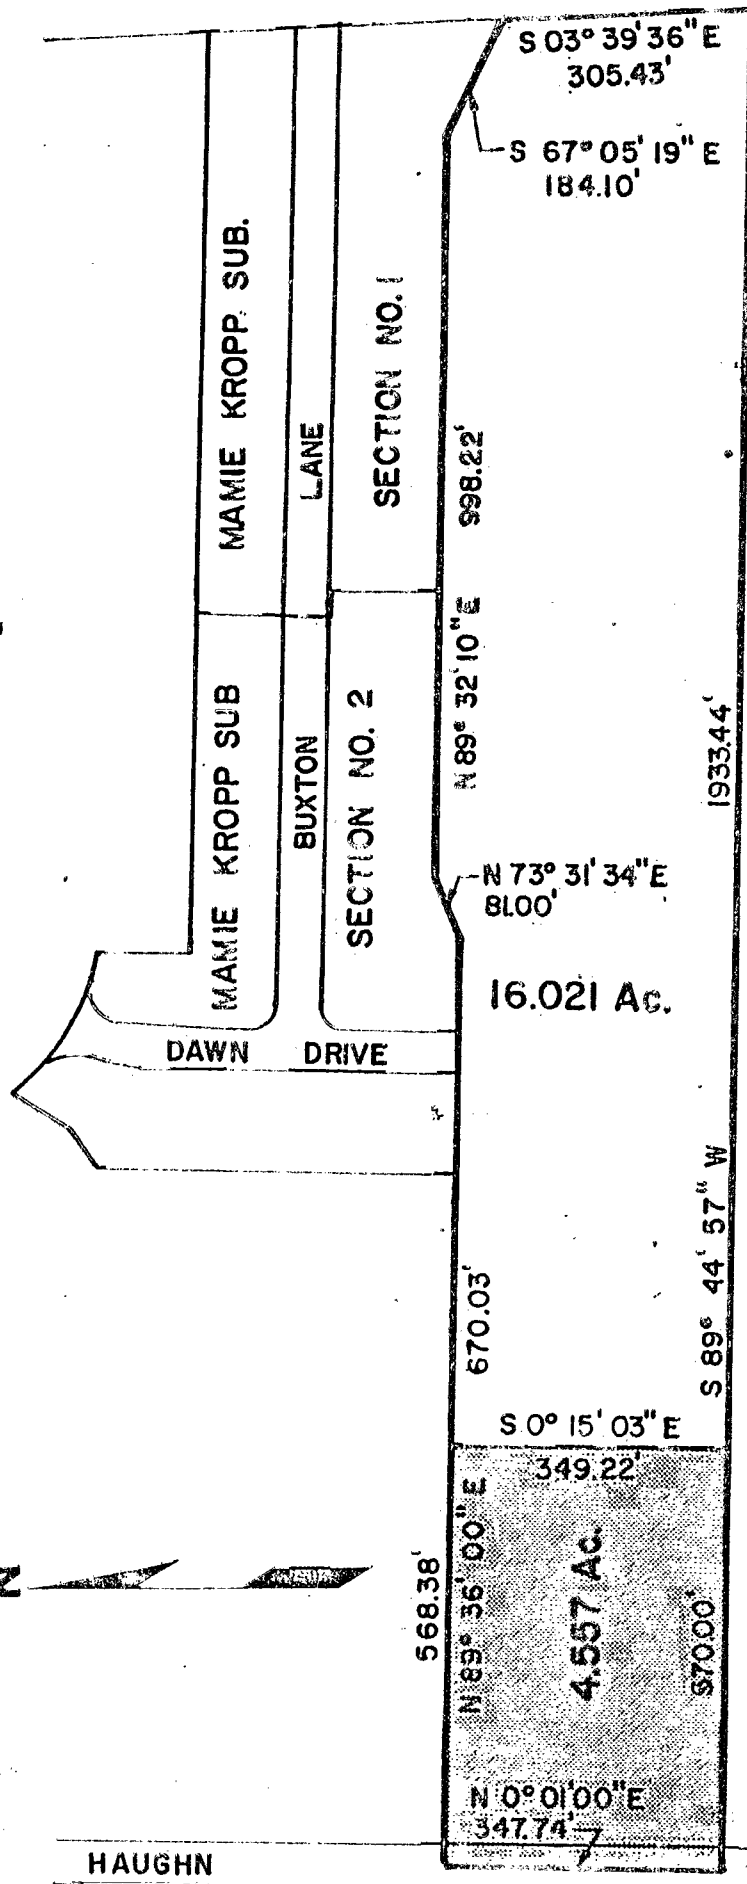 S 03° 39' 36" E
305.43'
S 67° 05' 19" E
184.10'
MAMIE KROPP SUB.
LANE
SECTION NO. 1
998.22'
N 89° 32' 10" E
MAMIE KROPP SUB
BUXTON
SECTION NO. 2
1933.44'
N 73° 31' 34" E
81.00'
16.021 Ac.
DAWN DRIVE
S 89° 44' 57" W
670.03'
S 0° 15' 03" E
349.22'
N
568.38'
N 89° 36' 00" E
4.557 Ac.
570.00'
N 0° 01' 00" E
347.74'
HAUGHN